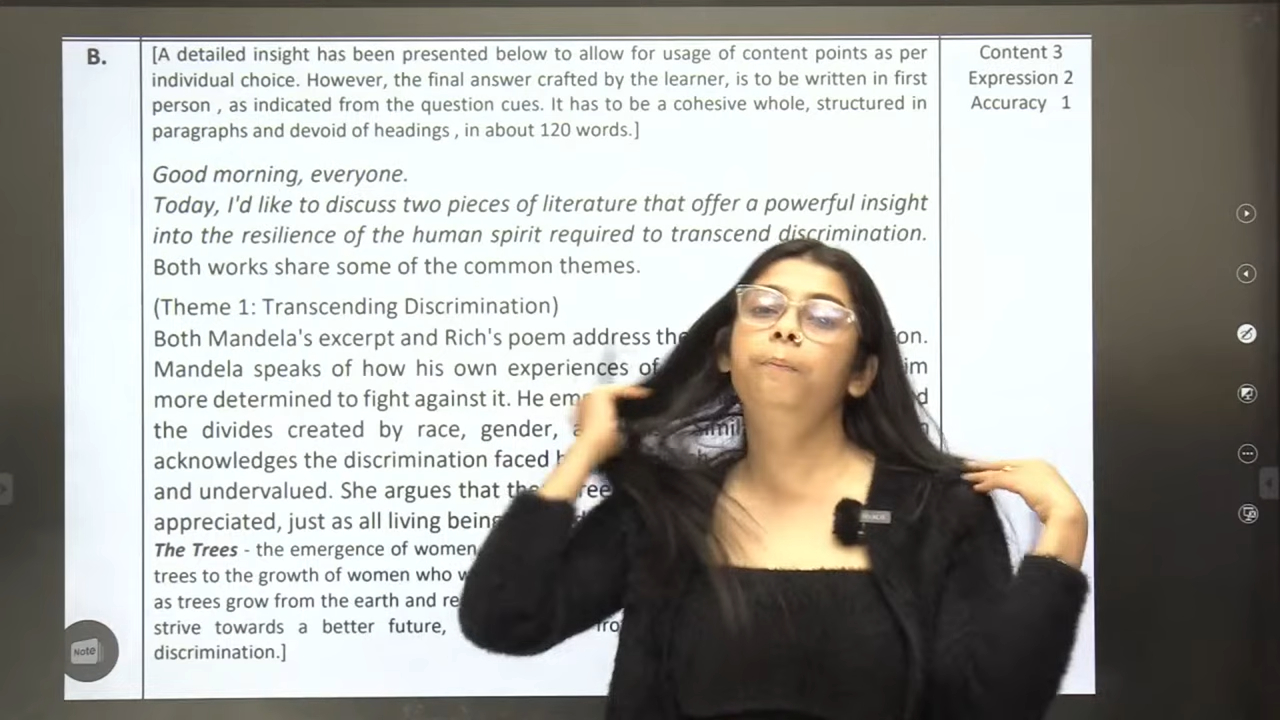 B.
[A detailed insight has been presented below to allow for usage of content points as per
individual choice. However, the final answer crafted by the learner, is to be written in first
person , as indicated from the question cues. It has to be a cohesive whole, structured in
paragraphs and devoid of headings , in about 120 words.]
Good morning, everyone.
Today, I'd like to discuss two pieces of literature that offer a powerful insight
into the resilience of the human spirit required to transcend discrimination.
Both works share some of the common themes.
(Theme 1: Transcending Discrimination)
Both Mandela's excerpt and Rich's poem address
Mandela speaks of how his own experiences of
more determined to fight against it. He
the divides created by race, gender,
acknowledges the discrimination faced
and undervalued. She argues that
appreciated, just as all living
The Trees - the emergence of women
trees to the growth of women who
as trees grow from the earth and
strive towards a better future,
discrimination.]
Content 3
Expression 2
Accuracy 1
Note